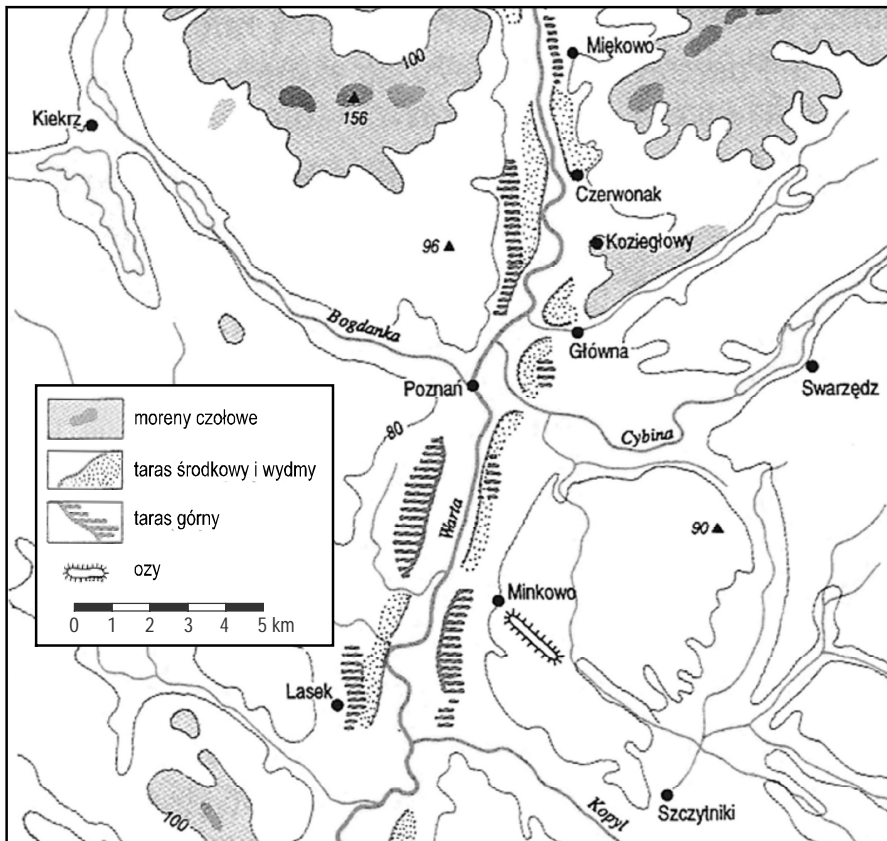 100
Miękowo
Kiekrz
156
Czerwonak
96
Koziegłowy
Bogdanka
Główna
Poznań
Swarzędz
Cybina
80
moreny czołowe
taras środkowy i wydmy
taras górny
ozy
0 1 2 3 4 5 km
Warta
90
Minkowo
Lasek
Szczytniki
Kopyl
100